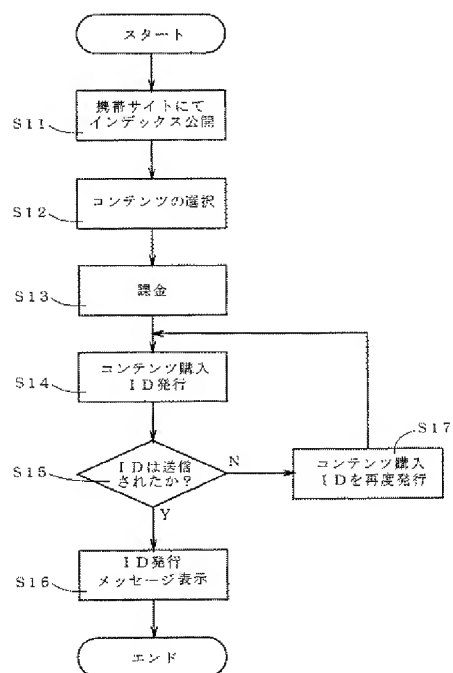 スタート
S11
携帯サイトにて
インデックス公開
S12
コンテンツの選択
S13
課金
S14
コンテンツ購入
ID発行
S15
IDは送信
されたか?
N
Y
S17
コンテンツ購入
IDを再度発行
S16
ID発行
メッセージ表示
エンド